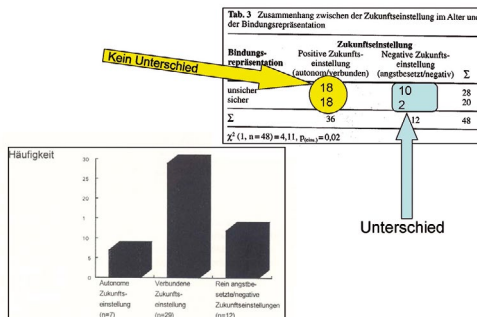 Tab. 3 Zusammenhang zwischen der Zukunftseinstellung im Alter und
der Bindungsrepräsentation
Zukunftseinstellung
Bindungs- Positive Zukunfts- Negative Zukunfts- Σ
repräsentation einstellung einstellung
(autonom/verbunden) (angstbesetzt/negativ)
unsicher 18 10 28
sicher 18 2 20
Σ 36 12 48
χ² (1, n=48)=4,11, p(eins.)=0,02
Kein Unterschied
Unterschied
Häufigkeit
30
25
20
15
10
5
0
Autonome Verbundene Rein angstbe-
Zukunfts- Zukunfts- setzte/negative
einstellung einstellung Zukunftseinstellungen
(n=7) (n=29) (n=12)